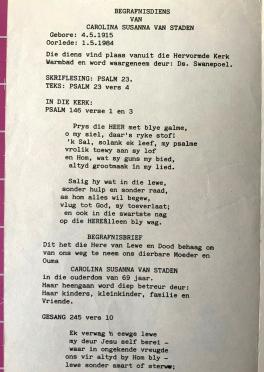 BEGRAFNISDIENS
VAN
CAROLINA SUSANNA VAN STADEN
Gebore: 4.5.1915
Oorlede: 1.5.1984
Die diens vind plaas vanuit die Hervormde Kerk
Warmbad en word waargeneem deur: Ds. Swanepoel.
SKRIFLESING: PSALM 23.
TEKS: PSALM 23 vers 4
IN DIE KERK:
PSALM 146 verse 1 en 3
Prys die HEER met blye galme,
o my siel, daar's ryke stof!
'k Sal, solank ek leef, my psalme
vrolik toewy aan sy lof
en Hom, wat sy guns my bied,
altyd grootmaak in my lied.
Salig hy wat in die lewe,
sonder hulp en sonder raad,
as hom alles wil begew,
vlug tot God, sy toeverlaat;
en ook in die swartste nag
op die HERE alleen bly wag.
BEGRAFNISBRIEF
Dit het die Here van Lewe en Dood behaag om
van ons weg te neem ons dierbare Moeder en
Ouma
CAROLINA SUSANNA VAN STADEN
in die ouderdom van 69 jaar.
Haar heengaan word diep betreur deur:
Haar kinders, kleinkinder, familie en
Vriende.
GESANG 245 vers 10
Ek verwag 'n eewge lewe
my deur Jesu self berei -
waar in ongekende vreugde
ons vir altyd by Hom bly -
lewe sonder smart of sterwe;